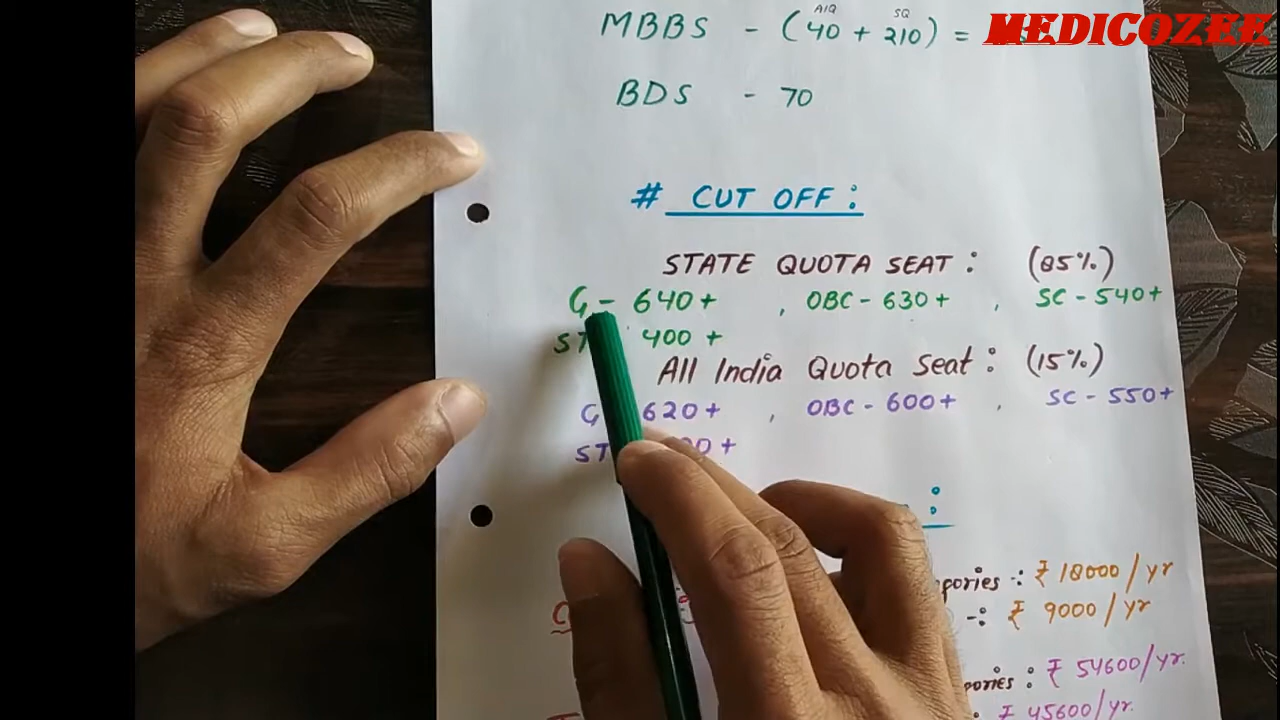 MEDICOZEE
AIQ SQ
MBBS - (40 + 210) =
BDS - 70
# CUT OFF :
STATE QUOTA SEAT : (85%)
G - 640+ , OBC - 630+ , SC - 540+
ST 400 +
All India Quota Seat : (15%)
G 620+ , OBC - 600+ , SC - 550+
ST +
:
-: ₹ 18000 / yr
-: ₹ 9000 / yr
: ₹ 54600/yr.
: ₹ 45600/yr.